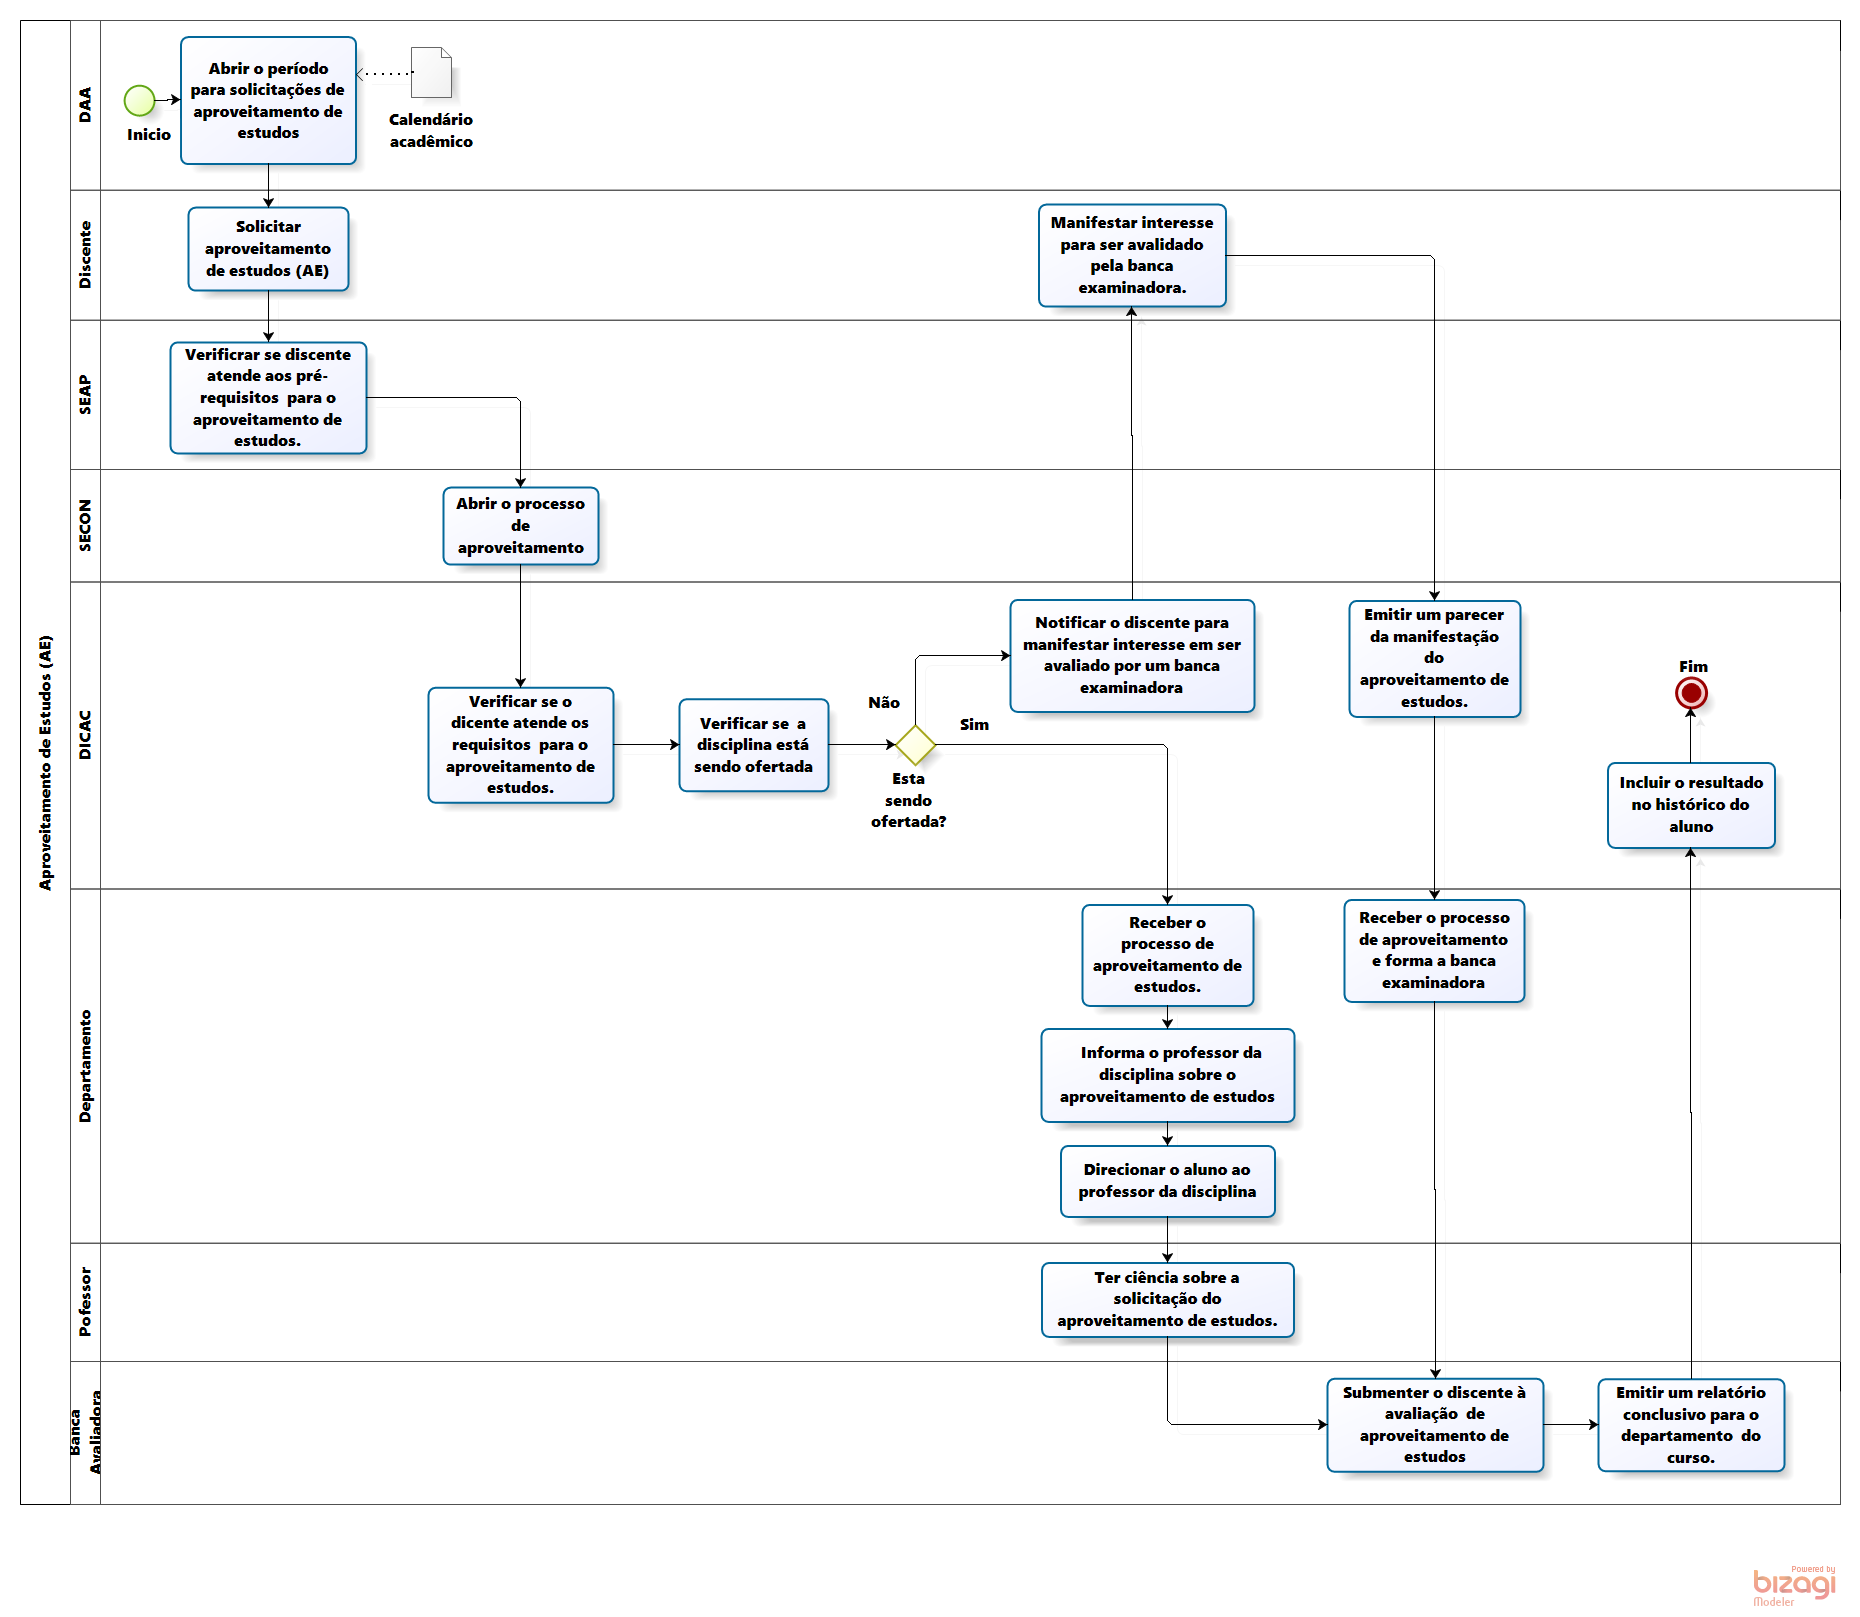 Aproveitamento de Estudos (AE)
DAA
Inicio
Abrir o período
para solicitações de
aproveitamento de
estudos
Calendário
acadêmico
Discente
Solicitar
aproveitamento
de estudos (AE)
Manifestar interesse
para ser avalidado
pela banca
examinadora.
SEAP
Verificrar se discente
atende aos pré-
requisitos para o
aproveitamento de
estudos.
SECON
Abrir o processo
de
aproveitamento
DICAC
Verificar se o
dicente atende os
requisitos para o
aproveitamento de
estudos.
Verificar se a
disciplina está
sendo ofertada
Esta
sendo
ofertada?
Não
Sim
Notificar o discente para
manifestar interesse em ser
avaliado por um banca
examinadora
Emitir um parecer
da manifestação
do
aproveitamento de
estudos.
Fim
Incluir o resultado
no histórico do
aluno
Departamento
Receber o
processo de
aproveitamento de
estudos.
Receber o processo
de aproveitamento
e forma a banca
examinadora
Informa o professor da
disciplina sobre o
aproveitamento de estudos
Direcionar o aluno ao
professor da disciplina
Pofessor
Ter ciência sobre a
solicitação do
aproveitamento de estudos.
Banca
Avaliadora
Submenter o discente à
avaliação de
aproveitamento de
estudos
Emitir um relatório
conclusivo para o
departamento do
curso.
Powered by
bizagi
Modeler